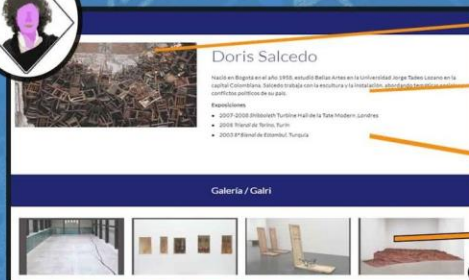 Doris Salcedo
Nació en Bogotá en el año 1958, estudió Bellas Artes en la Universidad Jorge Tadeo Lozano en la
capital Colombiana. Salcedo trabaja con la escultura y la instalación, abordando
conflictos políticos de su país.
Exposiciones
2007-2008 Shibboleth Turbine Hall de la Tate Modern. Londres
Trienal de Torino. Turín
2003 8ª Bienal de Estambul. Turquía
Galería / Galri